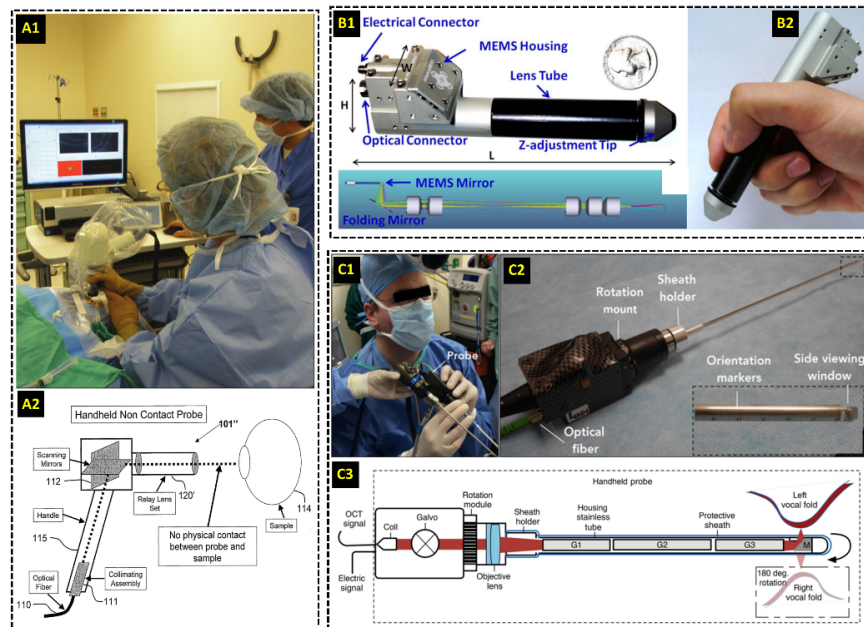 A1
A2
Handheld Non Contact Probe
101"
Scanning
Mirrors
112
Relay Lens
Set
120'
Sample
114
Handle
115
No physical contact
between probe and
sample
Optical
Fiber
110
Collimating
Assembly
111
B1
Electrical Connector
W
MEMS Housing
H
Lens Tube
Optical Connector
Z-adjustment Tip
L
MEMS Mirror
Folding Mirror
B2
C1
Probe
C2
Rotation
mount
Sheath
holder
Optical
fiber
Orientation
markers
Side viewing
window
C3
Handheld probe
OCT
signal
Electric
signal
Coll
Galvo
Rotation
module
Objective
lens
Sheath
holder
Housing
stainless
tube
Protective
sheath
G1
G2
G3
M
Left
vocal fold
180 deg.
rotation
Right
vocal fold